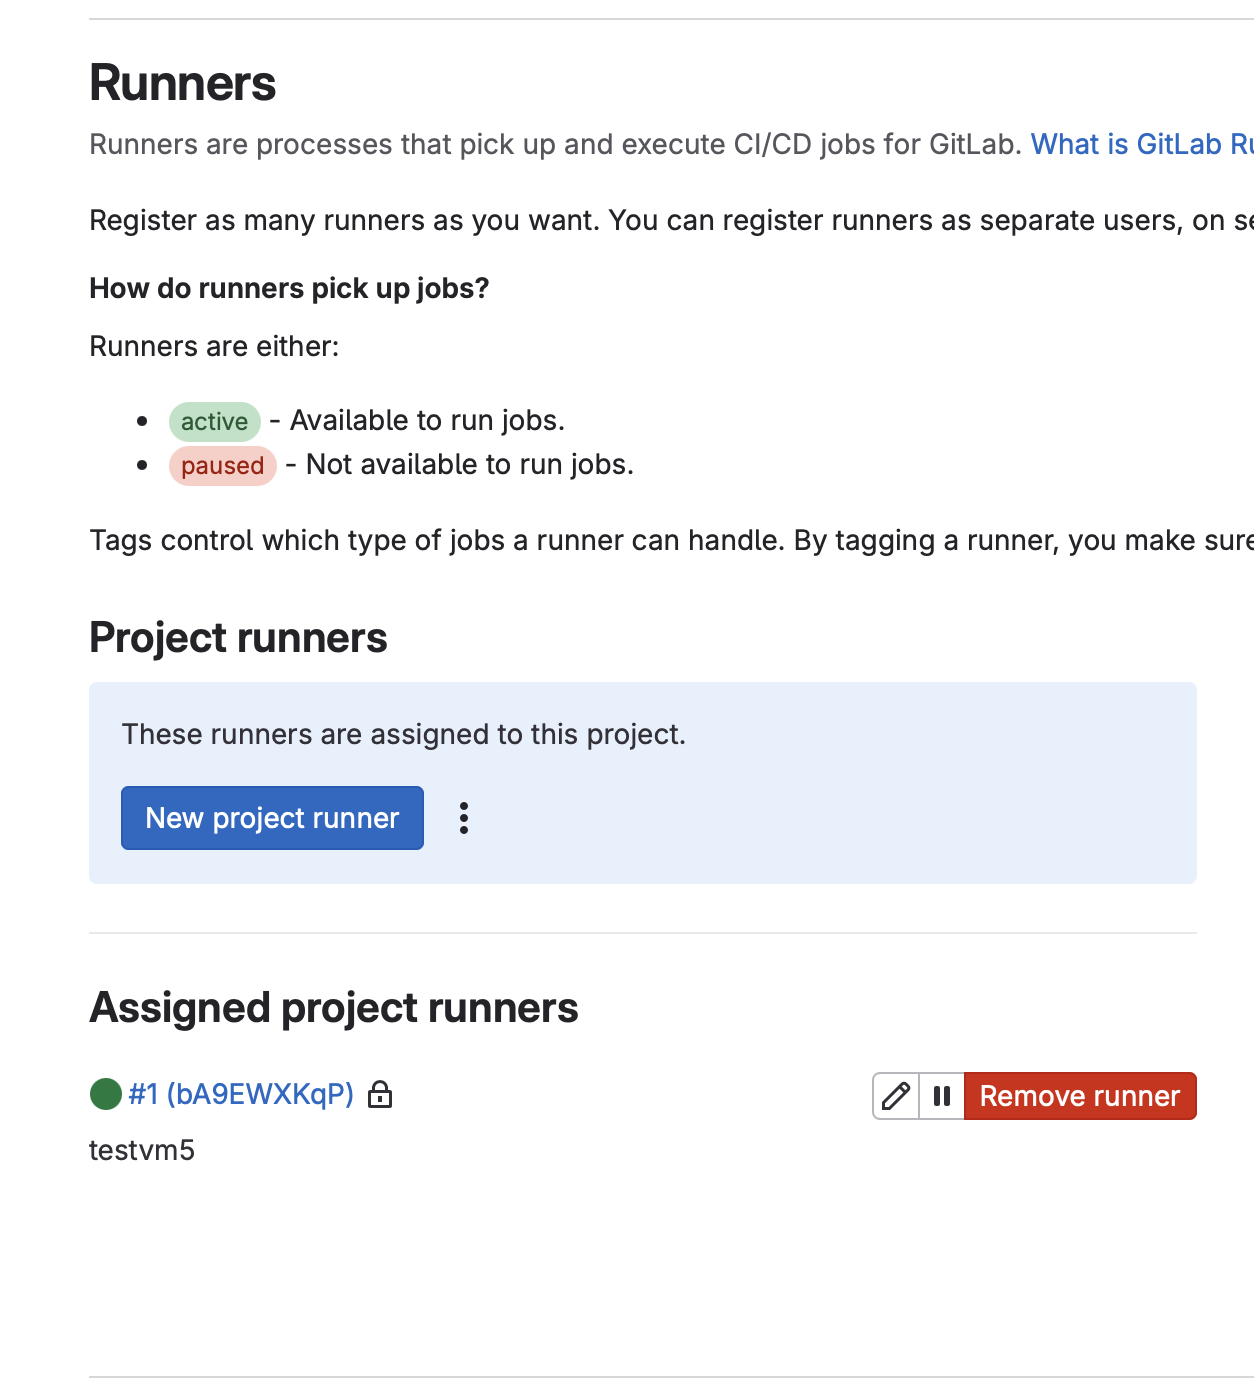 Runners
Runners are processes that pick up and execute CI/CD jobs for GitLab. What is GitLab
Register as many runners as you want. You can register runners as separate users, on
How do runners pick up jobs?
Runners are either:
active - Available to run jobs.
paused - Not available to run jobs.
Tags control which type of jobs a runner can handle. By tagging a runner, you make sure
Project runners
These runners are assigned to this project.
New project runner
Assigned project runners
#1 (bA9EWXKqP)
Remove runner
testvm5